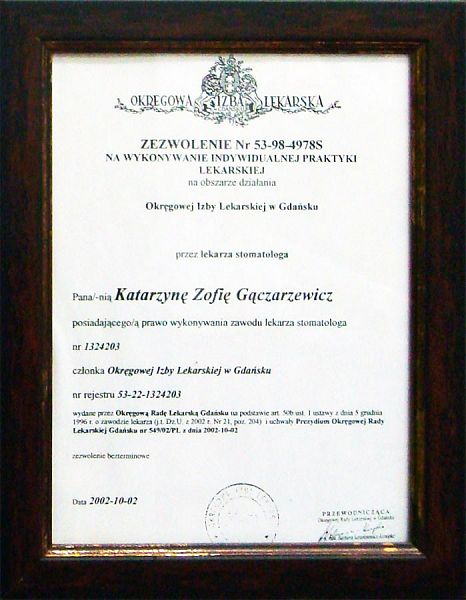 OKRĘGOWA IZBA LEKARSKA
ZEZWOLENIE Nr 53-98-4978S
NA WYKONYWANIE INDYWIDUALNEJ PRAKTYKI
LEKARSKIEJ
na obszarze działania
Okręgowej Izby Lekarskiej w Gdańsku
przez lekarza stomatologa
Pana/-nią Katarzynę Zofię Gączarzewicz
posiadającego/ą prawo wykonywania zawodu lekarza stomatologa
nr 1324203
członka Okręgowej Izby Lekarskiej w Gdańsku
nr rejestru 53-22-1324203
wydane przez Okręgową Radę Lekarską Gdańsku na podstawie art. 50b ust. 1 ustawy z dnia 5 grudnia
1996 r. o zawodzie lekarza (j.t. Dz.U. z 2002 r. Nr 21, poz. 204) i uchwały Prezydium Okręgowej Rady
Lekarskiej Gdańsku nr 549/02/PL z dnia 2002-10-02
zezwolenie bezterminowe
Data 2002-10-02
PRZEWODNICZĄCA
Okręgowej Rady Lekarskiej w Gdańsku